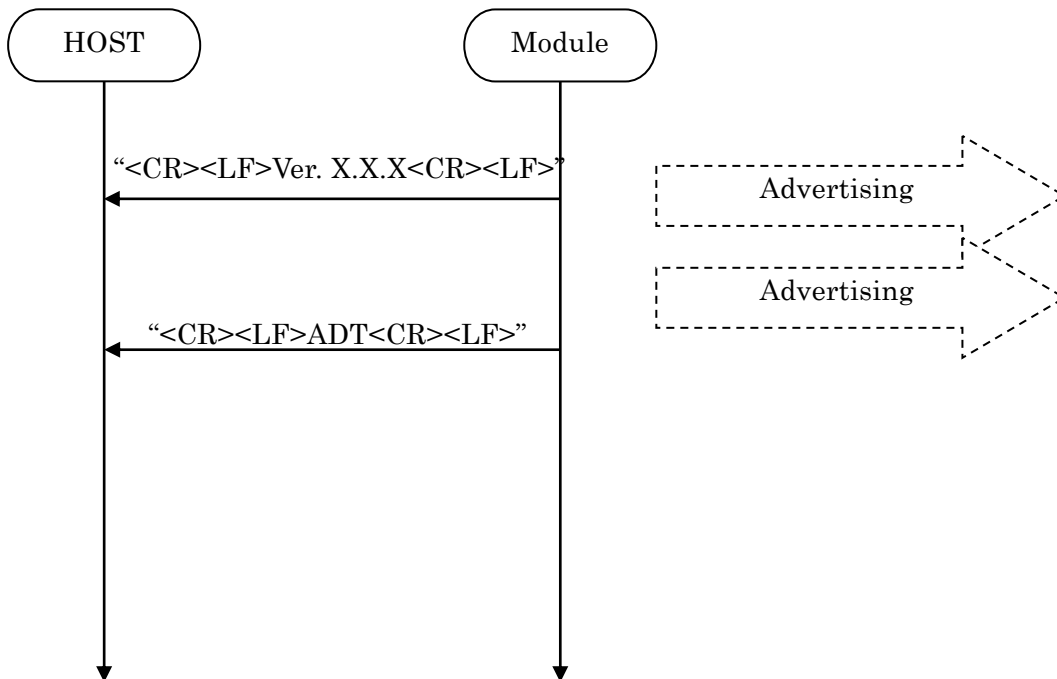 HOST
Module
“<CR><LF>Ver. X.X.X<CR><LF>”
Advertising
Advertising
“<CR><LF>ADT<CR><LF>”